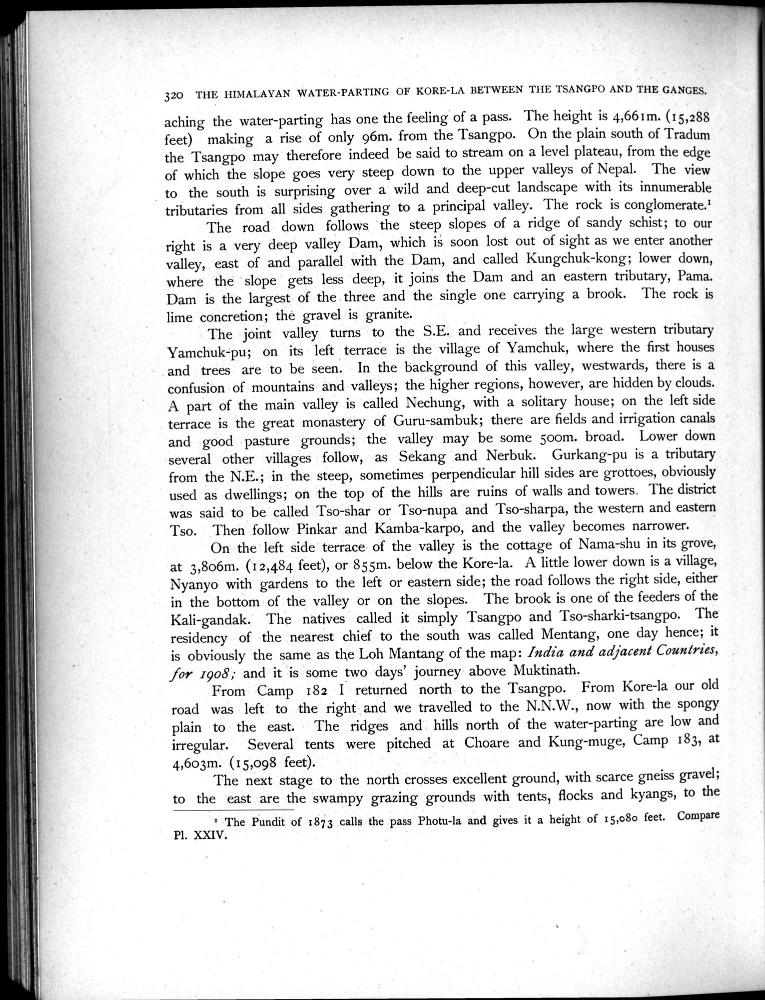 320 THE HIMALAYAN WATER-PARTING OF KORE-LA BETWEEN THE TSANGPO AND THE GANGES.
aching the water-parting has one the feeling of a pass. The height is 4,661m. (15,288
feet) making a rise of only 96m. from the Tsangpo. On the plain south of Tradum
the Tsangpo may therefore indeed be said to stream on a level plateau, from the edge
of which the slope goes very steep down to the upper valleys of Nepal. The view
to the south is surprising over a wild and deep-cut landscape with its innumerable
tributaries from all sides gathering to a principal valley. The rock is conglomerate.¹
The road down follows the steep slopes of a ridge of sandy schist; to our
right is a very deep valley Dam, which is soon lost out of sight as we enter another
valley, east of and parallel with the Dam, and called Kungchuk-kong; lower down,
where the slope gets less deep, it joins the Dam and an eastern tributary, Pama.
Dam is the largest of the three and the single one carrying a brook. The rock is
lime concretion; the gravel is granite.
The joint valley turns to the S.E. and receives the large western tributary
Yamchuk-pu; on its left terrace is the village of Yamchuk, where the first houses
and trees are to be seen. In the background of this valley, westwards, there is a
confusion of mountains and valleys; the higher regions, however, are hidden by clouds.
A part of the main valley is called Nechung, with a solitary house; on the left side
terrace is the great monastery of Guru-sambuk; there are fields and irrigation canals
and good pasture grounds; the valley may be some 500m. broad. Lower down
several other villages follow, as Sekang and Nerbuk. Gurkang-pu is a tributary
from the N.E.; in the steep, sometimes perpendicular hill sides are grottoes, obviously
used as dwellings; on the top of the hills are ruins of walls and towers. The district
was said to be called Tso-shar or Tso-nupa and Tso-sharpa, the western and eastern
Tso. Then follow Pinkar and Kamba-karpo, and the valley becomes narrower.
On the left side terrace of the valley is the cottage of Nama-shu in its grove,
at 3,806m. (12,484 feet), or 855m. below the Kore-la. A little lower down is a village,
Nyanyo with gardens to the left or eastern side; the road follows the right side, either
in the bottom of the valley or on the slopes. The brook is one of the feeders of the
Kali-gandak. The natives called it simply Tsangpo and Tso-sharki-tsangpo. The
residency of the nearest chief to the south was called Mentang, one day hence; it
is obviously the same as the Loh Mantang of the map: India and adjacent Countries,
for 1908; and it is some two days' journey above Muktinath.
From Camp 182 I returned north to the Tsangpo. From Kore-la our old
road was left to the right and we travelled to the N.N.W., now with the spongy
plain to the east. The ridges and hills north of the water-parting are low and
irregular. Several tents were pitched at Choare and Kung-muge, Camp 183, at
4,603m. (15,098 feet).
The next stage to the north crosses excellent ground, with scarce gneiss gravel;
to the east are the swampy grazing grounds with tents, flocks and kyangs, to the
¹ The Pundit of 1873 calls the pass Photu-la and gives it a height of 15,080 feet. Compare
Pl. XXIV.